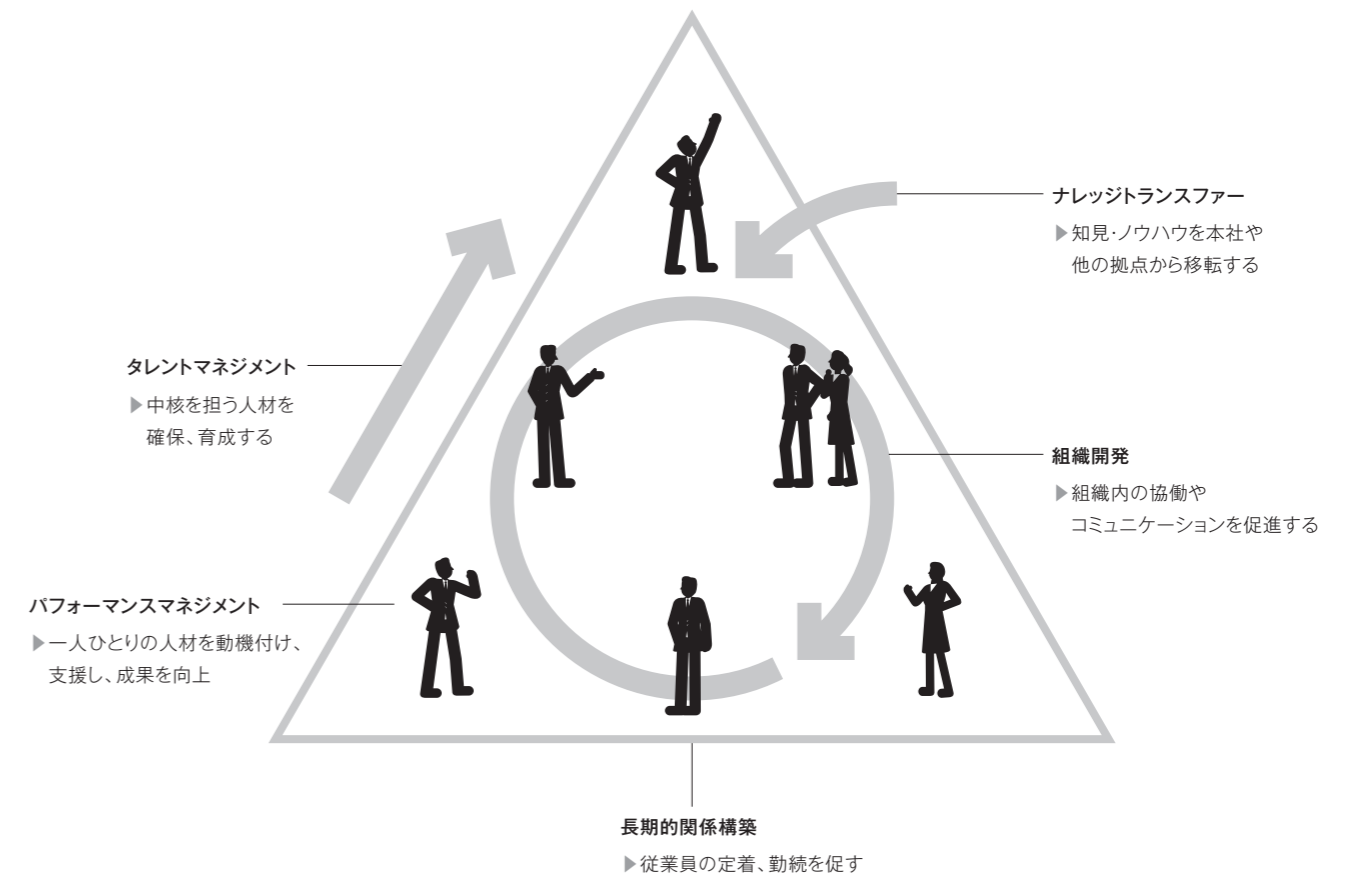 ナレッジトランスファー
▶知見・ノウハウを本社や
他の拠点から移転する
タレントマネジメント
▶中核を担う人材を
確保、育成する
組織開発
▶組織内の協働や
コミュニケーションを促進する
パフォーマンスマネジメント
▶一人ひとりの人材を動機付け、
支援し、成果を向上
長期的関係構築
▶従業員の定着、勤続を促す